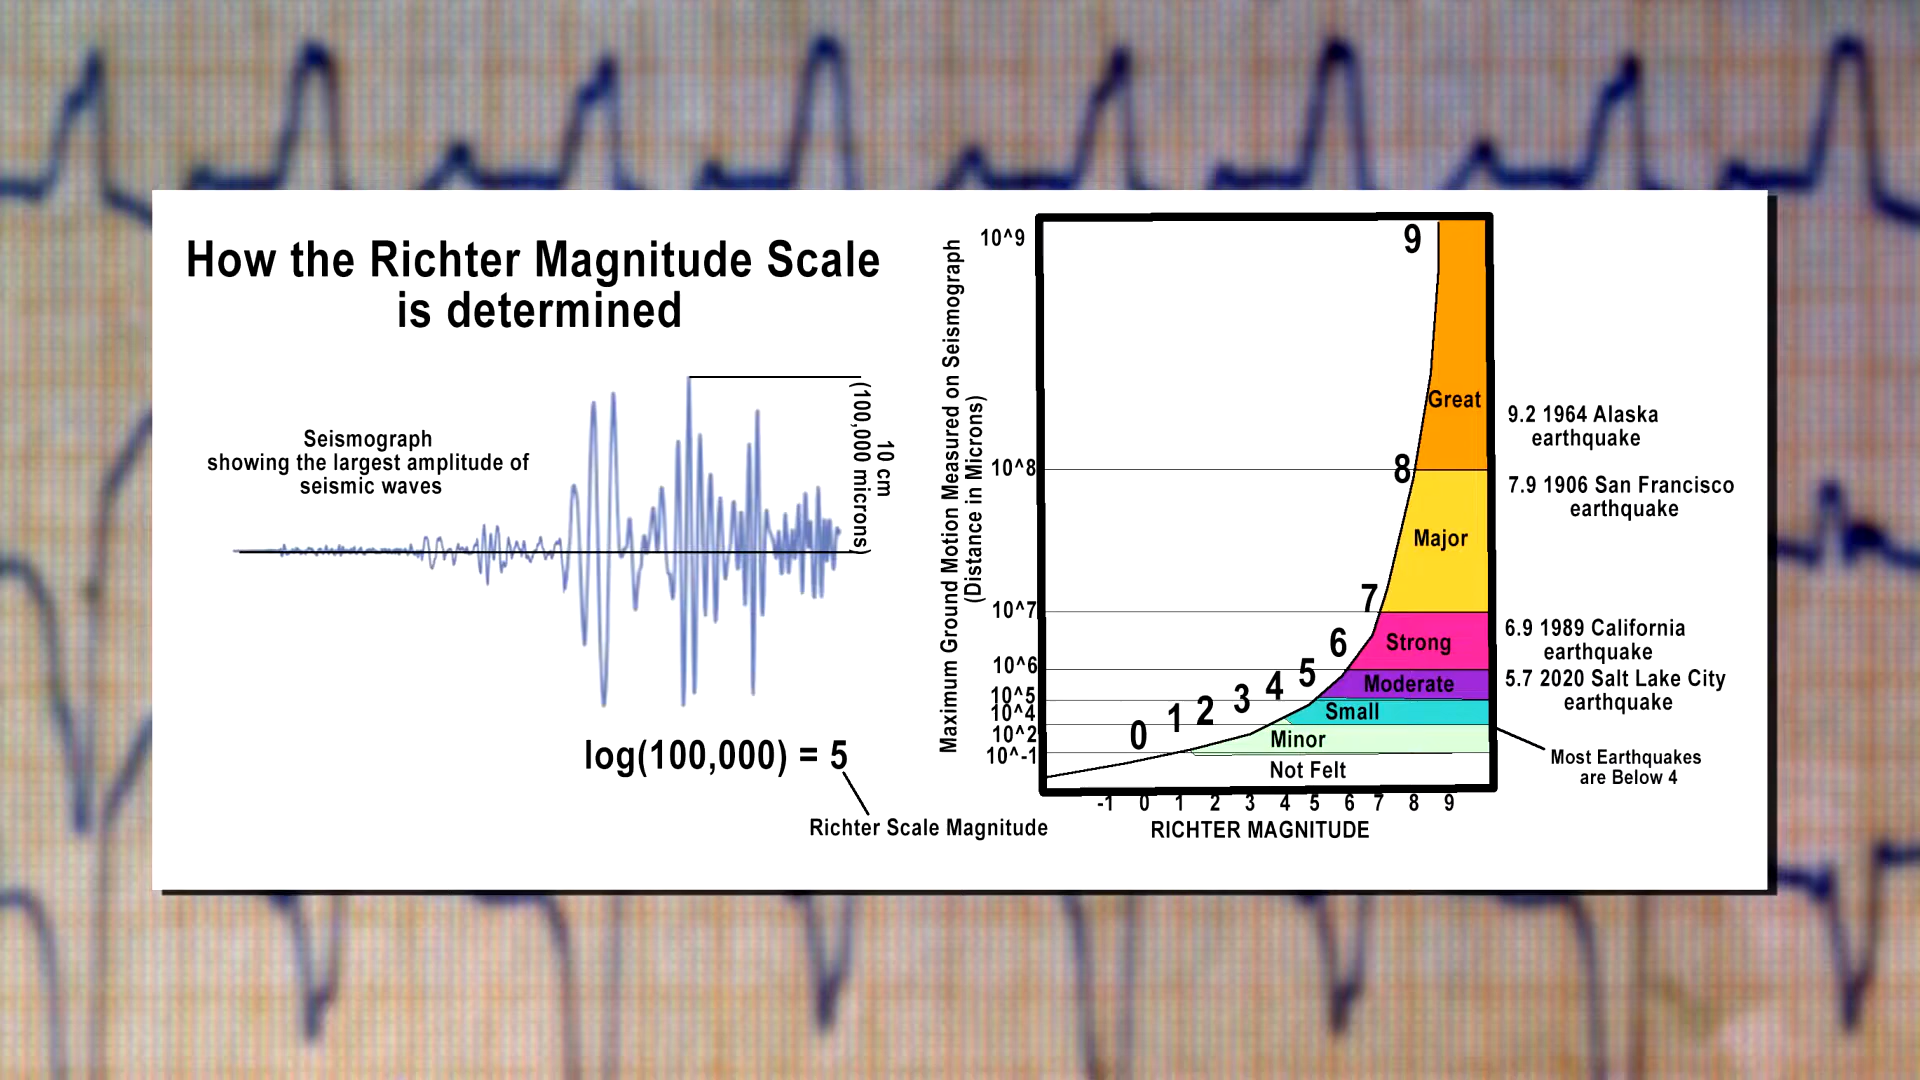 How the Richter Magnitude Scale
is determined
Seismograph
showing the largest amplitude of
seismic waves
10 cm
(100,000 microns)
log(100,000) = 5
Richter Scale Magnitude
Maximum Ground Motion Measured on Seismograph
(Distance in Microns)
10^9
10^8
10^7
10^6
10^5
10^4
10^2
10^-1
9
8
7
6
5
4
3
2
1
0
Great
Major
Strong
Moderate
Small
Minor
Not Felt
-1 0 1 2 3 4 5 6 7 8 9
RICHTER MAGNITUDE
9.2 1964 Alaska
earthquake
7.9 1906 San Francisco
earthquake
6.9 1989 California
earthquake
5.7 2020 Salt Lake City
earthquake
Most Earthquakes
are Below 4